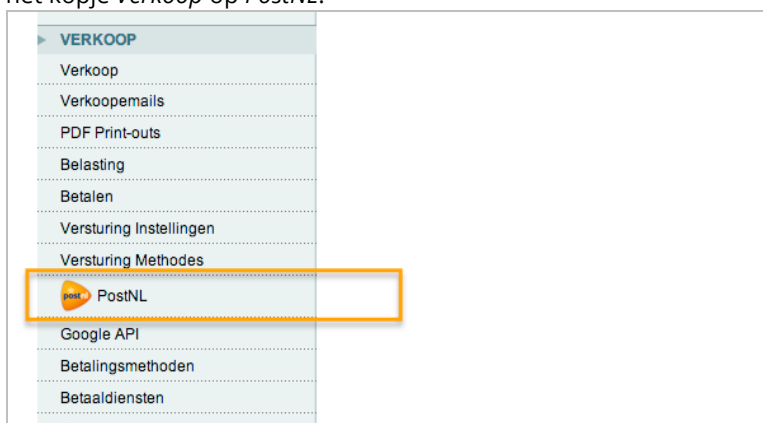 het kopje Verkoop op PostNL.
VERKOOP
Verkoop
Verkoopemails
PDF Print-outs
Belasting
Betalen
Versturing Instellingen
Versturing Methodes
postnl PostNL
Google API
Betalingsmethoden
Betaaldiensten